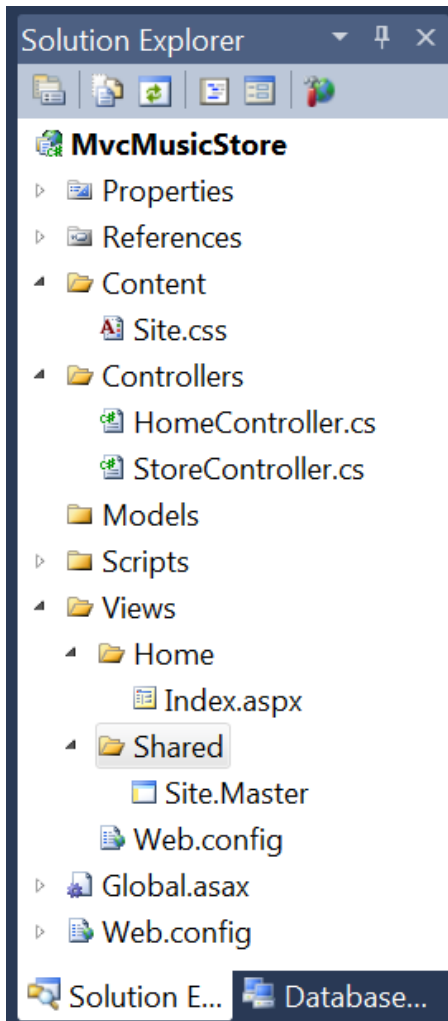 Solution Explorer
MvcMusicStore
Properties
References
Content
Site.css
Controllers
HomeController.cs
StoreController.cs
Models
Scripts
Views
Home
Index.aspx
Shared
Site.Master
Web.config
Global.asax
Web.config
Solution E... Database...